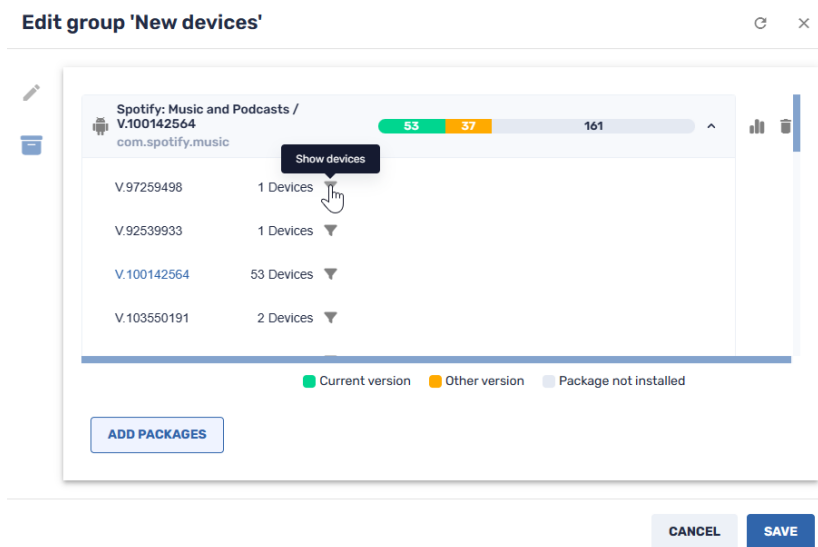 Edit group 'New devices'
Spotify: Music and Podcasts /
V.100142564
com.spotify.music
53 37 161
Show devices
V.97259498 1 Devices
V.92539933 1 Devices
V.100142564 53 Devices
V.103550191 2 Devices
Current version Other version Package not installed
ADD PACKAGES
CANCEL SAVE